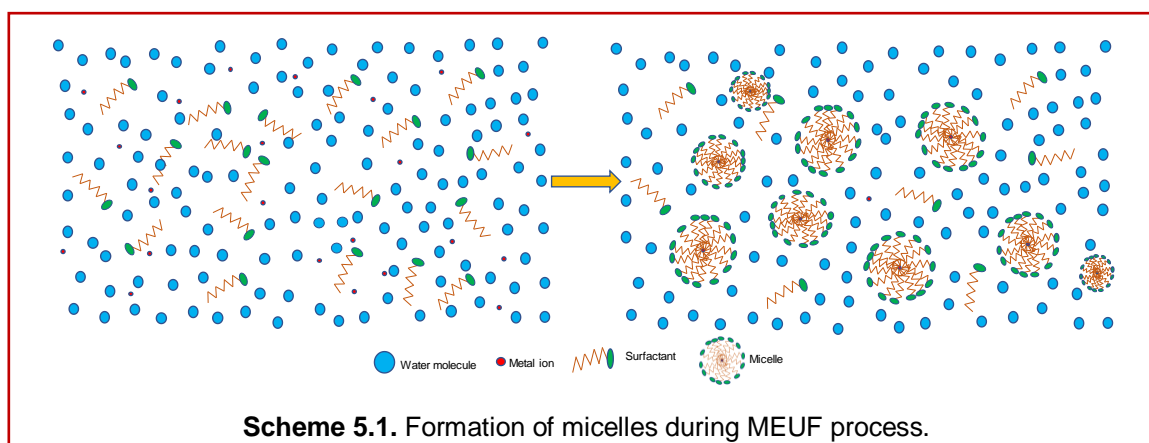 Water molecule Metal ion Surfactant Micelle
Scheme 5.1. Formation of micelles during MEUF process.